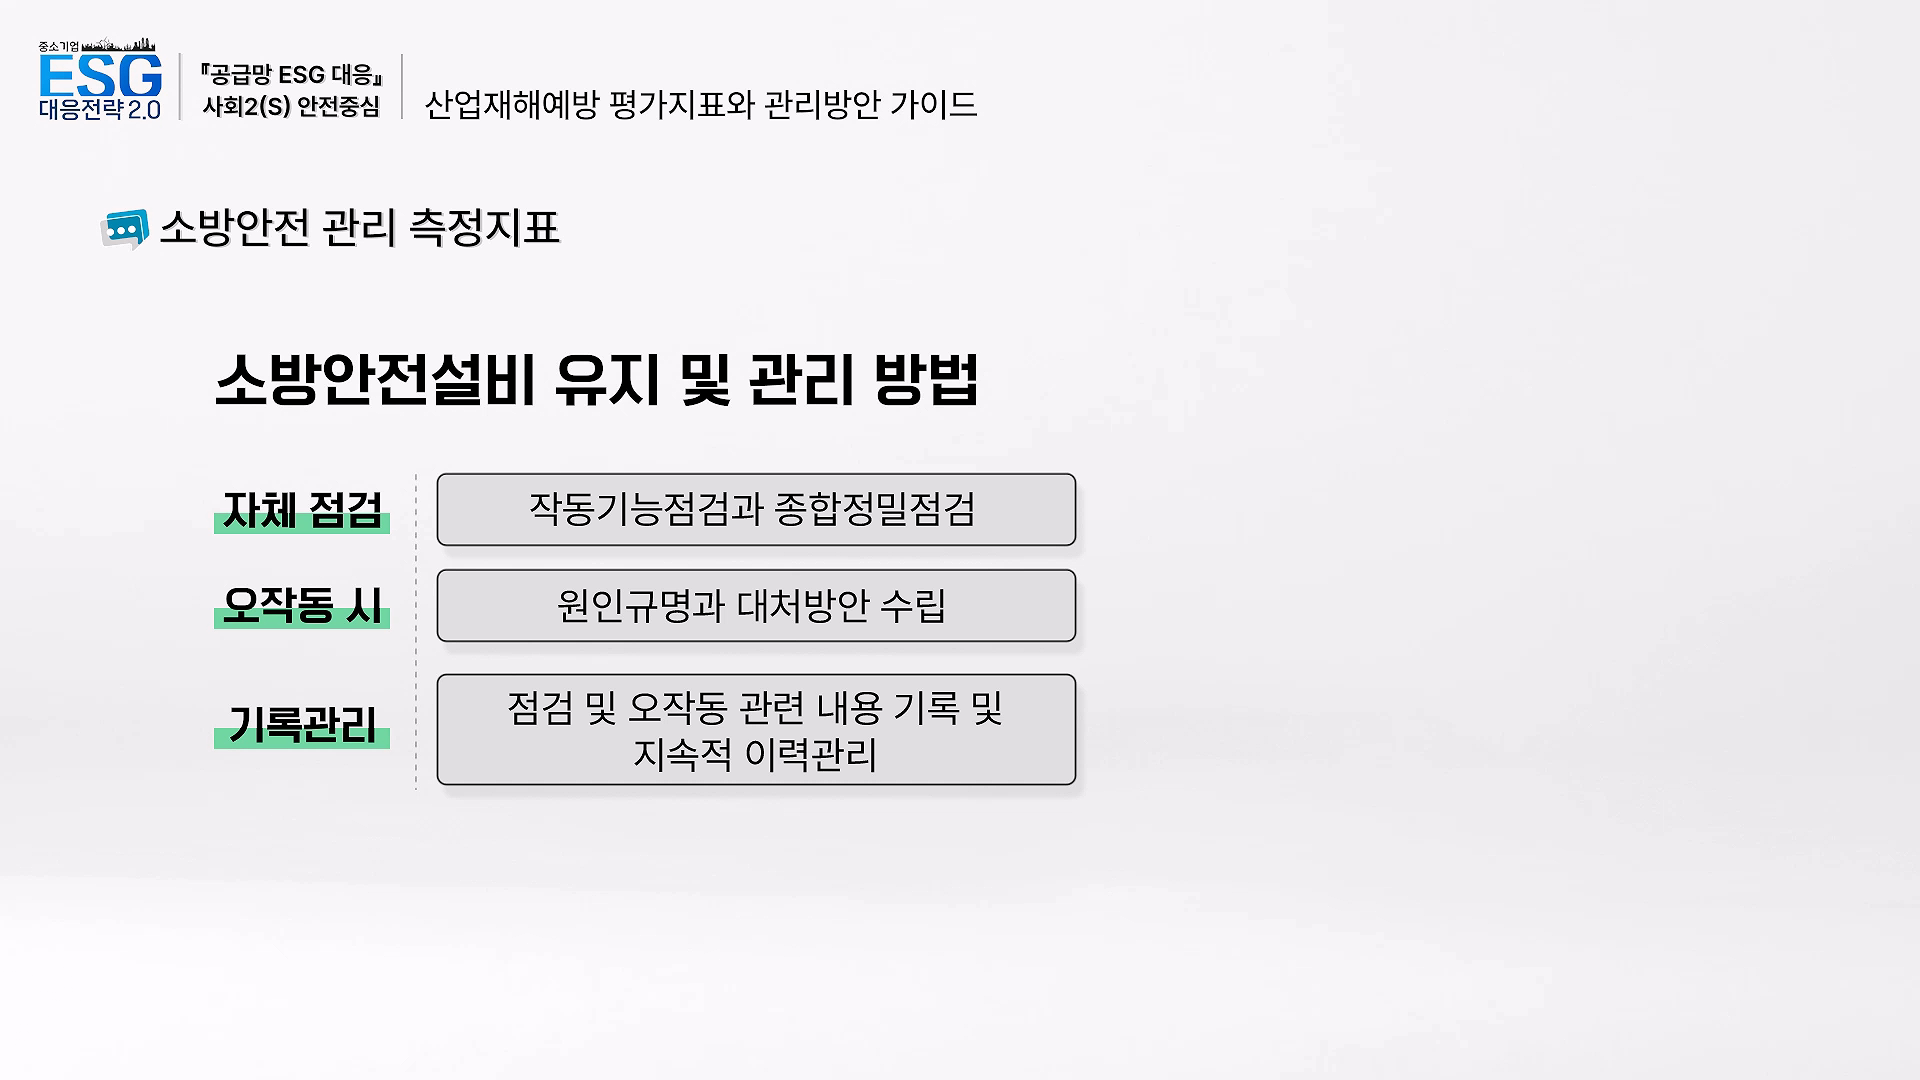 중소기업
ESG
대응전략 2.0
『공급망 ESG 대응』
사회2(S) 안전중심
산업재해예방 평가지표와 관리방안 가이드
소방안전 관리 측정지표
소방안전설비 유지 및 관리 방법
자체 점검
작동기능점검과 종합정밀점검
오작동 시
원인규명과 대처방안 수립
기록관리
점검 및 오작동 관련 내용 기록 및
지속적 이력관리